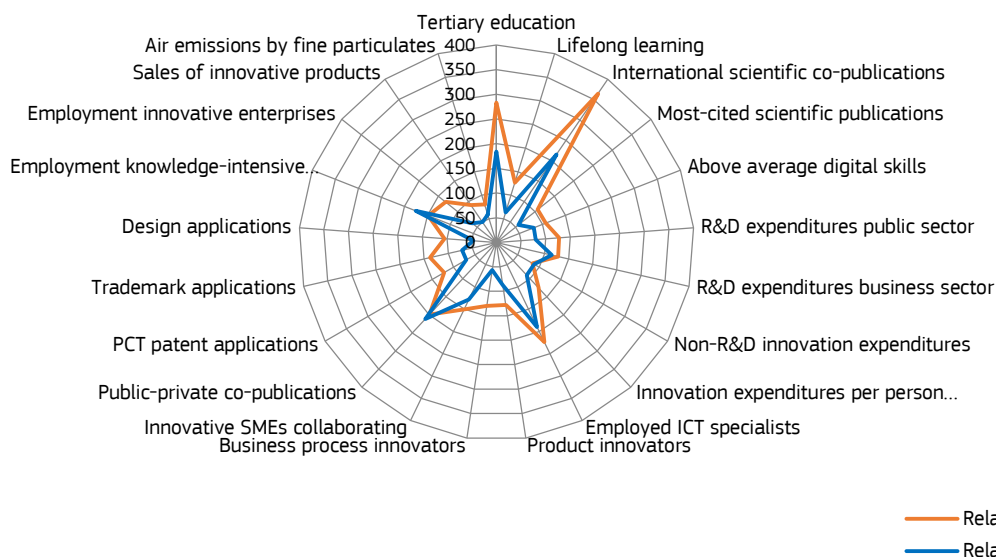 Tertiary education
Lifelong learning
International scientific co-publications
Most-cited scientific publications
Above average digital skills
R&D expenditures public sector
R&D expenditures business sector
Non-R&D innovation expenditures
Innovation expenditures per person...
Employed ICT specialists
Product innovators
Business process innovators
Innovative SMEs collaborating
Public-private co-publications
PCT patent applications
Trademark applications
Design applications
Employment knowledge-intensive...
Employment innovative enterprises
Sales of innovative products
Air emissions by fine particulates
400
350
300
250
200
150
100
50
0
Rela
Rela